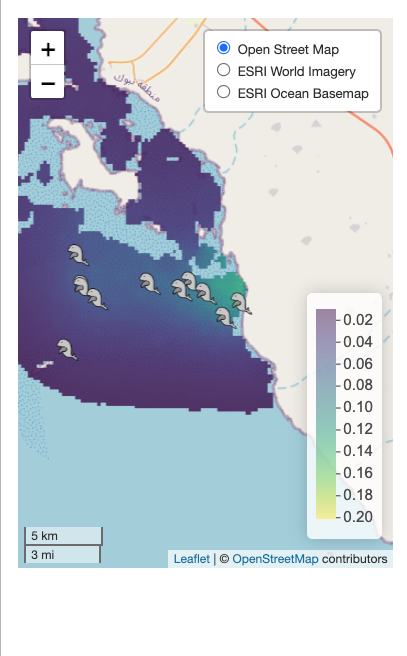 +
−
Open Street Map
ESRI World Imagery
ESRI Ocean Basemap
منطقة تبوك
0.02
0.04
0.06
0.08
0.10
0.12
0.14
0.16
0.18
0.20
5 km
3 mi
Leaflet | © OpenStreetMap contributors